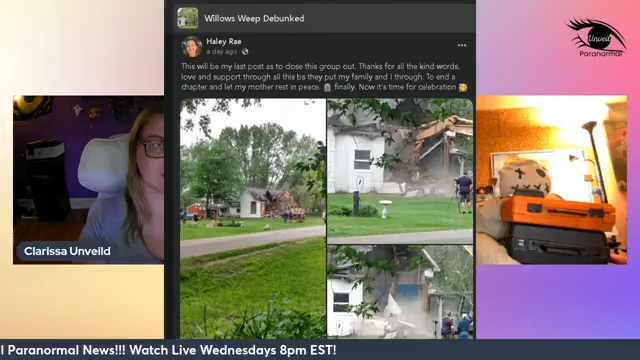 Willows Weep Debunked
Haley Rae
a day ago
This will be my last post as to close this group out. Thanks for all the kind words,
love and support through all this bs they put my family and I through. To end a
chapter and let my mother rest in peace. 🪦 finally. Now it's time for celebration 🥰
Unveil
Paranormal
Clarissa Unveild
l Paranormal News!!! Watch Live Wednesdays 8pm EST!